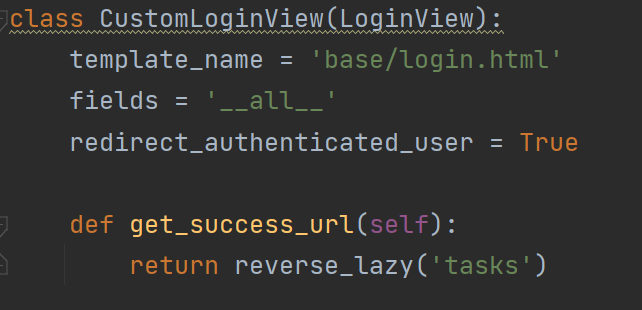 class CustomLoginView(LoginView):
    template_name = 'base/login.html'
    fields = '__all__'
    redirect_authenticated_user = True
    def get_success_url(self):
        return reverse_lazy('tasks')